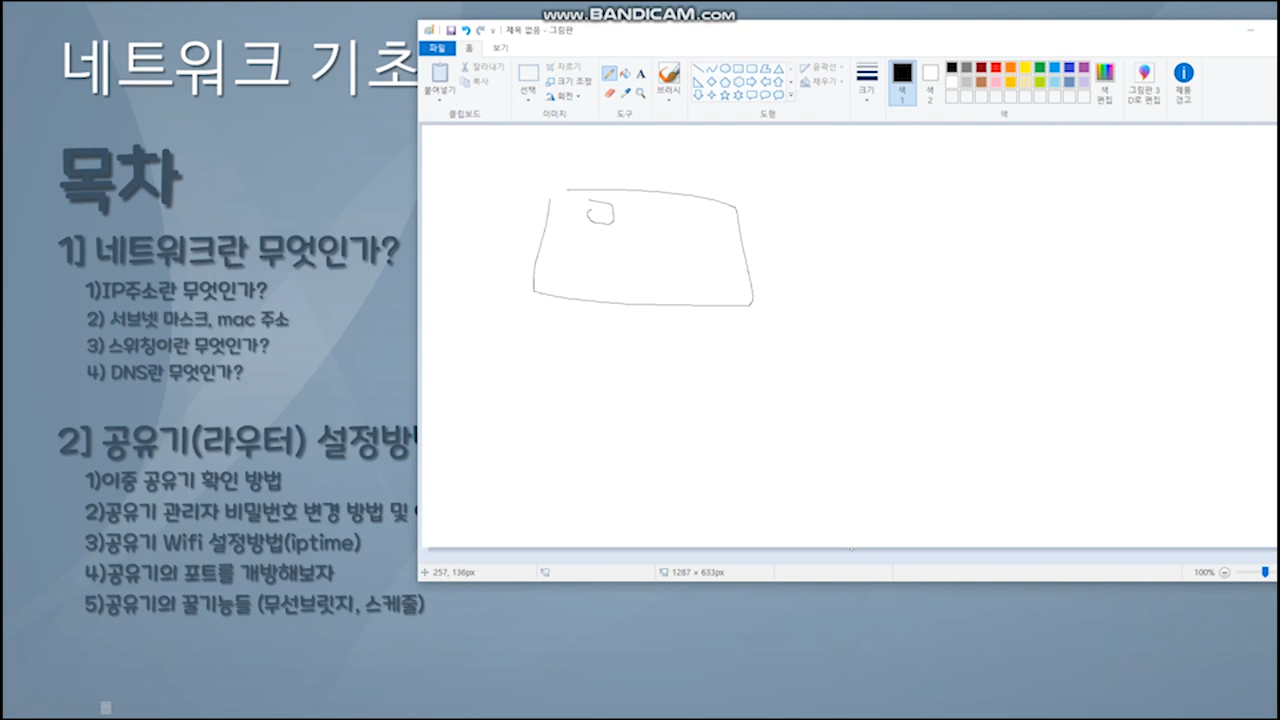 www.BANDICAM.com
네트워크 기초
목차
1] 네트워크란 무엇인가?
1)IP주소란 무엇인가?
2) 서브넷 마스크, mac 주소
3) 스위칭이란 무엇인가?
4) DNS란 무엇인가?
2] 공유기(라우터) 설정방
1)이중 공유기 확인 방법
2)공유기 관리자 비밀번호 변경 방법 및
3)공유기 Wifi 설정방법(iptime)
4)공유기의 포트를 개방해보자
5)공유기의 꿀기능들 (무선브릿지, 스케줄)
제목 없음 - 그림판
파일 홈 보기
붙여넣기 잘라내기 복사 클립보드
선택 자르기 크기 조정 회전 이미지
A 도구
브러시
윤곽선 채우기 도형
크기
색 1 색 2 색 편집 색
그림판 3D로 편집
제품 경고
257, 136px 1287 × 633px 100%